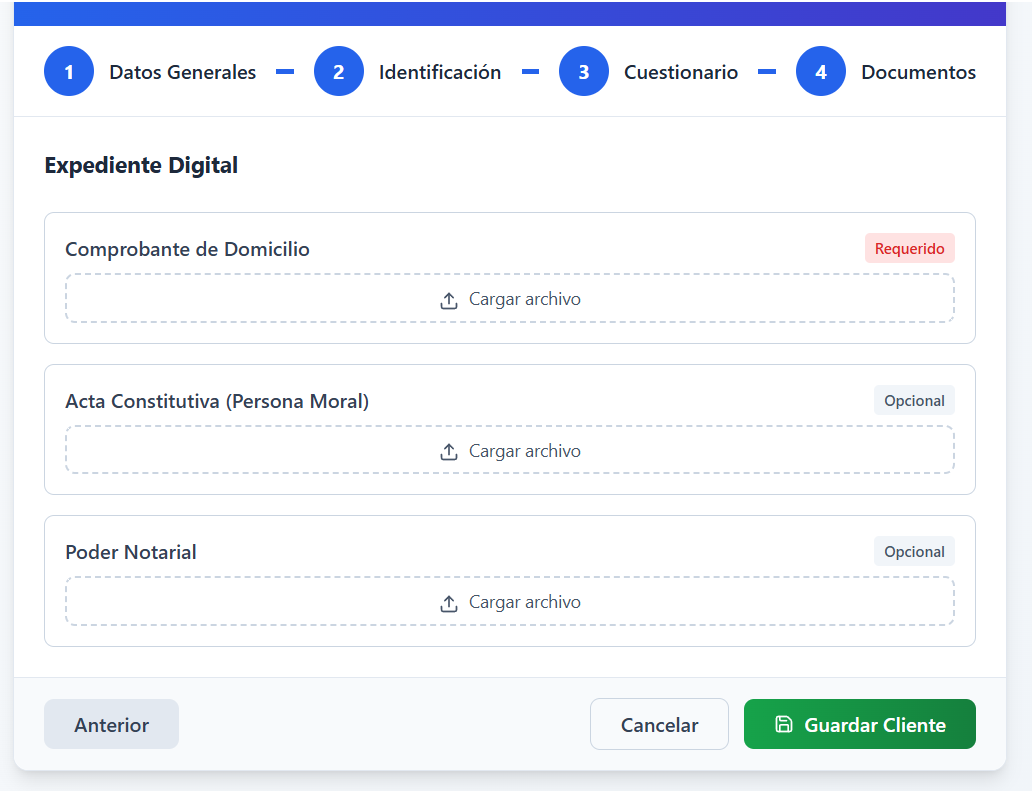 1 Datos Generales 2 Identificación 3 Cuestionario 4 Documentos
Expediente Digital
Comprobante de Domicilio Requerido
Cargar archivo
Acta Constitutiva (Persona Moral) Opcional
Cargar archivo
Poder Notarial Opcional
Cargar archivo
Anterior Cancelar Guardar Cliente